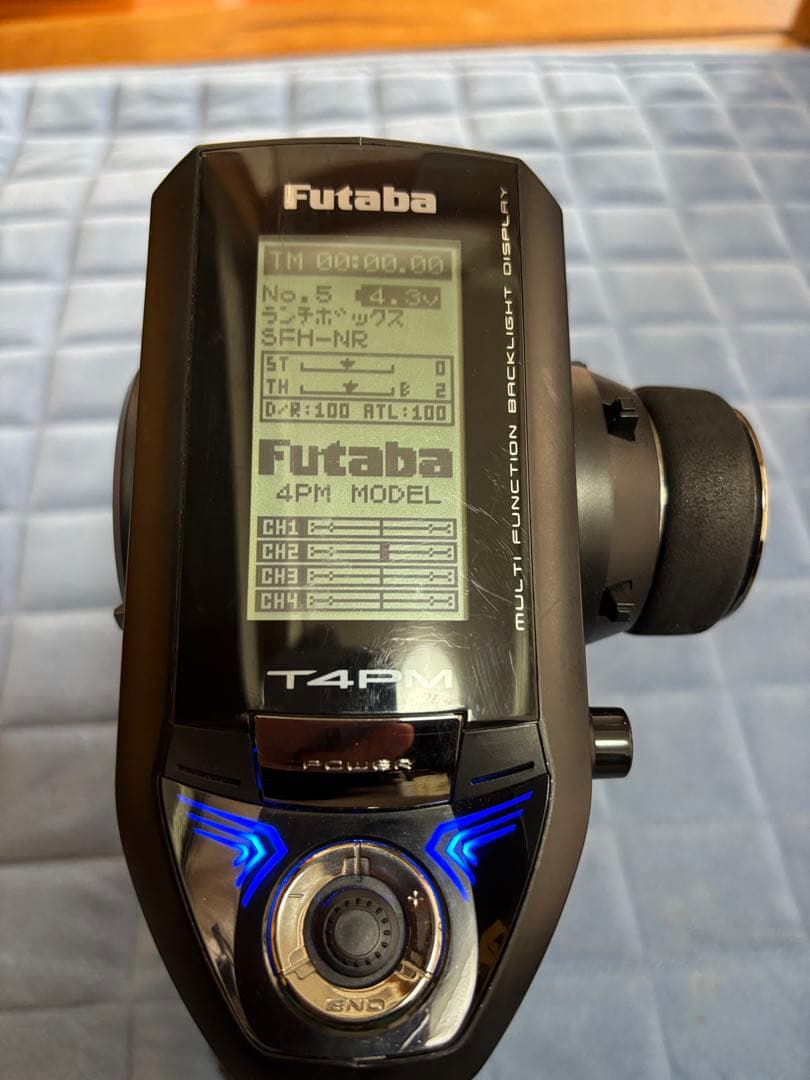 Futaba
TM 00:00.00
No.5 4.3v
ランチボックス
SFH-NR
ST 0
TH B 2
D/R:100 ATL:100
Futaba
4PM MODEL
CH1
CH2
CH3
CH4
MULTI FUNCTION BACKLIGHT DISPLAY
T4PM
POWER
- +
END